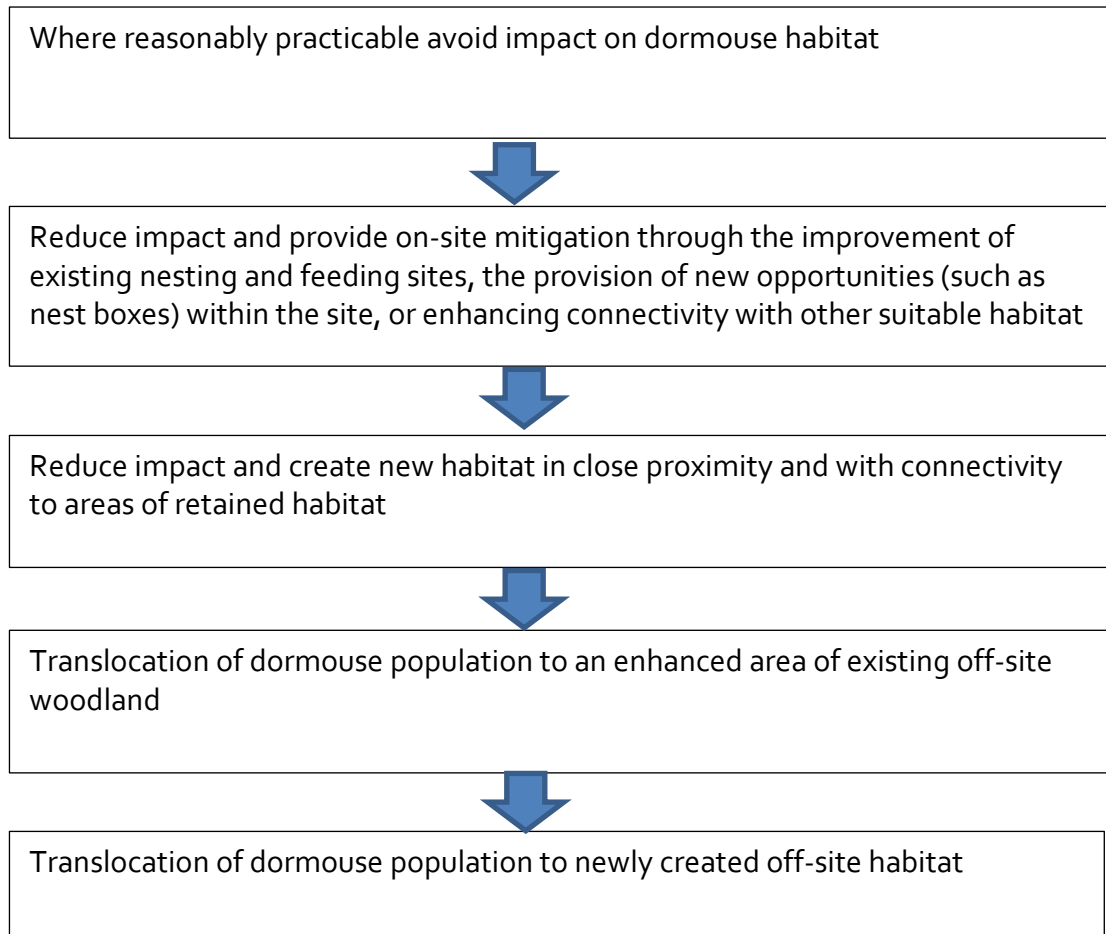 Where reasonably practicable avoid impact on dormouse habitat
Reduce impact and provide on-site mitigation through the improvement of
existing nesting and feeding sites, the provision of new opportunities (such as
nest boxes) within the site, or enhancing connectivity with other suitable habitat
Reduce impact and create new habitat in close proximity and with connectivity
to areas of retained habitat
Translocation of dormouse population to an enhanced area of existing off-site
woodland
Translocation of dormouse population to newly created off-site habitat